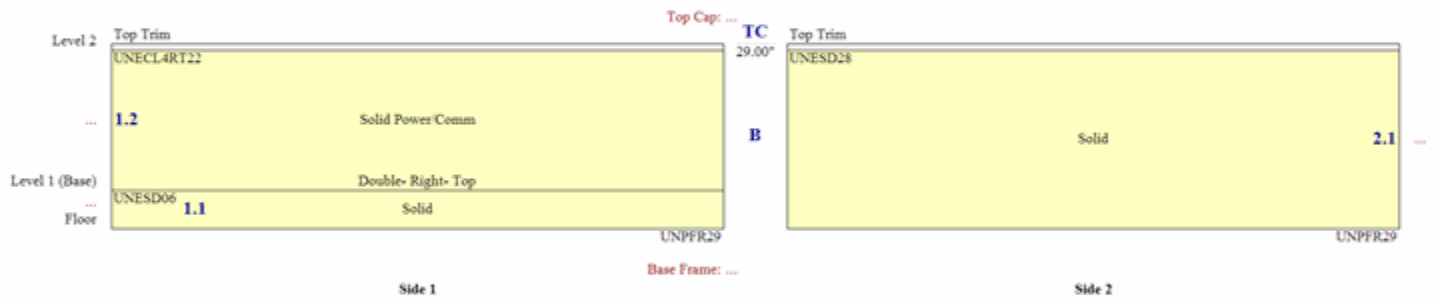 Top Cap: ...
Level 2
Top Trim
TC
Top Trim
29.00"
UNECL4RT22
UNESD28
...
1.2
Solid Power/Comm
B
Solid
2.1
...
Level 1 (Base)
Double- Right- Top
...
UNESD06
1.1
Solid
Floor
UNPFR29
UNPFR29
Base Frame: ...
Side 1
Side 2